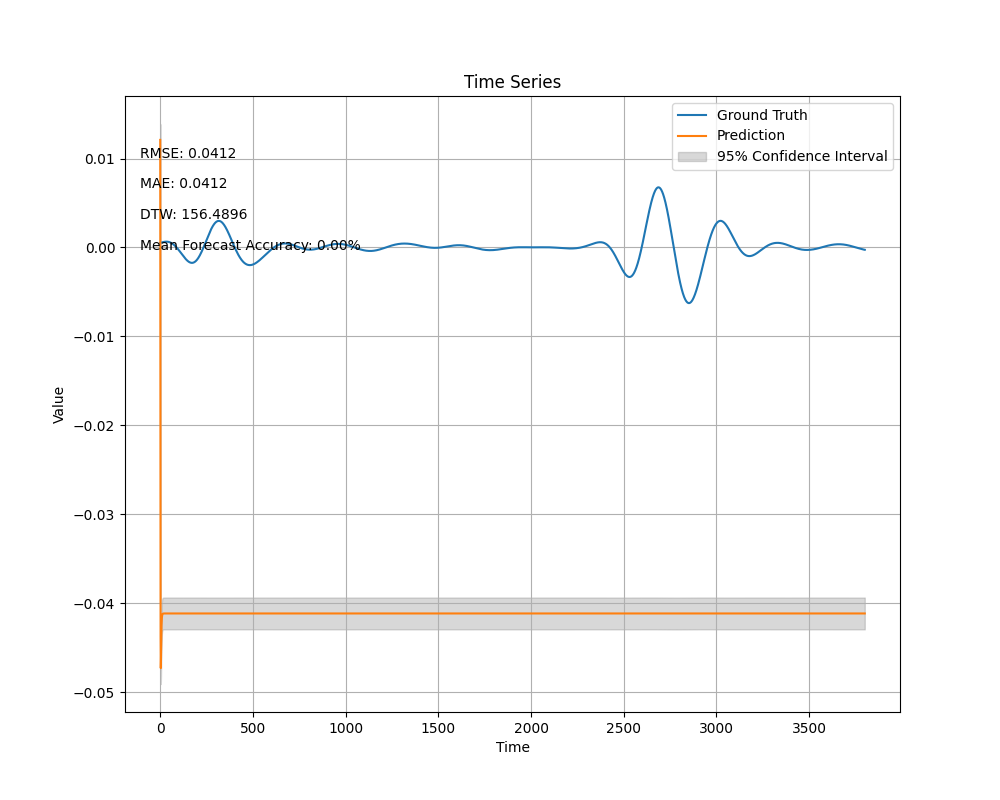 Time Series
Ground Truth
Prediction
95% Confidence Interval
RMSE: 0.0412
MAE: 0.0412
DTW: 156.4896
Mean Forecast Accuracy: 0.00%
0.01
0.00
−0.01
−0.02
−0.03
−0.04
−0.05
Value
0 500 1000 1500 2000 2500 3000 3500
Time